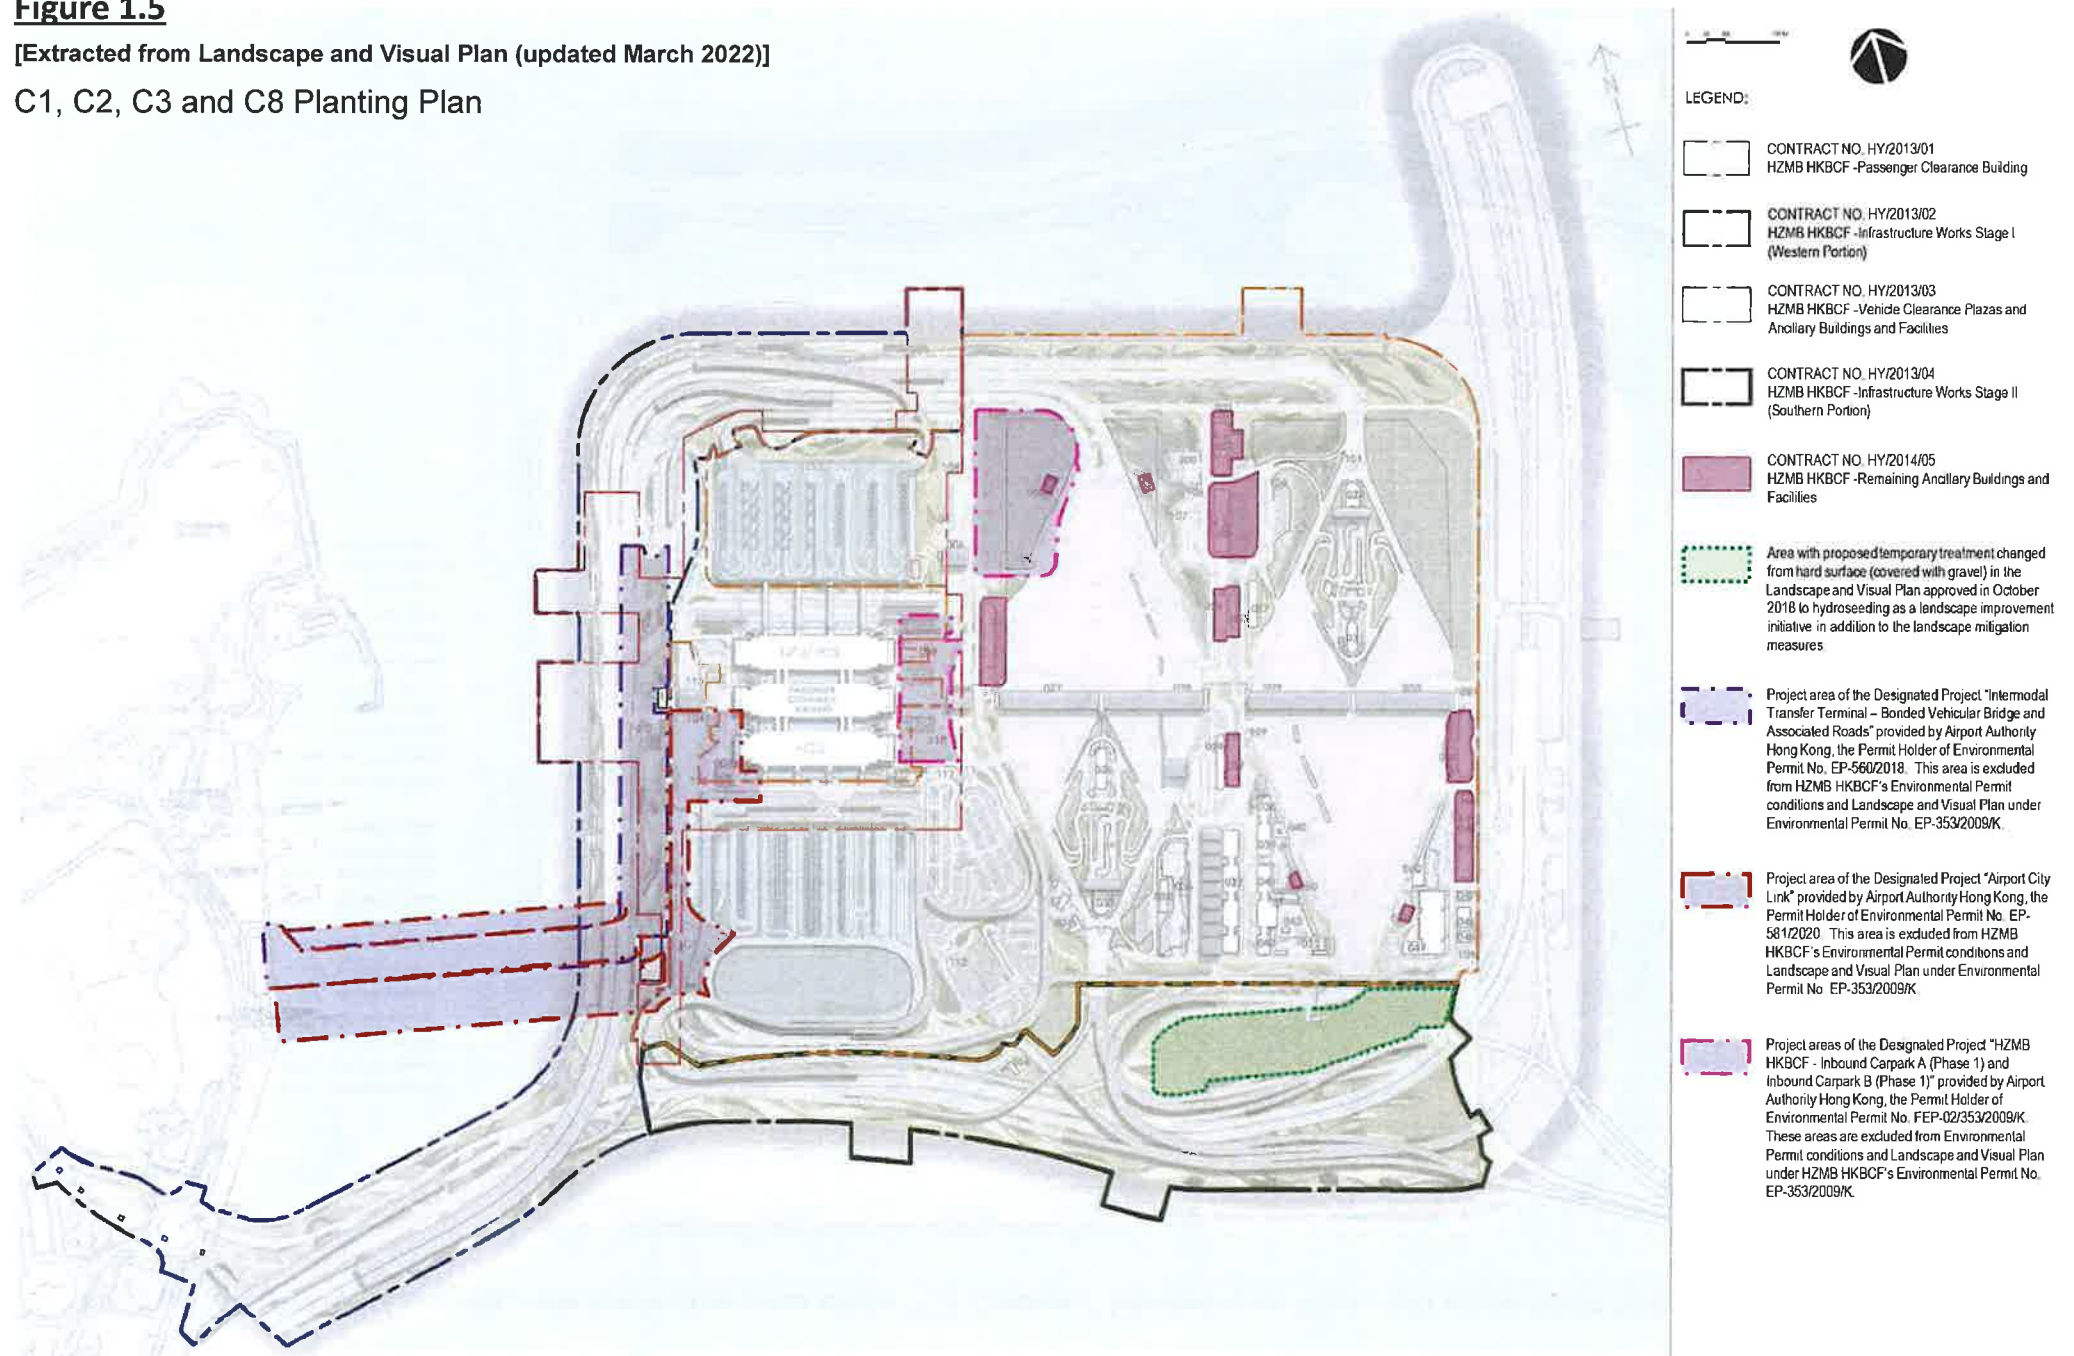 Figure 1.5
[Extracted from Landscape and Visual Plan (updated March 2022)]
C1, C2, C3 and C8 Planting Plan
N
LEGEND:
CONTRACT NO. HY/2013/01
HZMB HKBCF -Passenger Clearance Building
CONTRACT NO. HY/2013/02
HZMB HKBCF -Infrastructure Works Stage I
(Western Portion)
CONTRACT NO. HY/2013/03
HZMB HKBCF -Vehicle Clearance Plazas and
Ancillary Buildings and Facilities
CONTRACT NO. HY/2013/04
HZMB HKBCF -Infrastructure Works Stage II
(Southern Portion)
CONTRACT NO. HY/2014/05
HZMB HKBCF -Remaining Ancillary Buildings and
Facilities
Area with proposed temporary treatment changed
from hard surface (covered with gravel) in the
Landscape and Visual Plan approved in October
2018 to hydroseeding as a landscape improvement
initiative in addition to the landscape mitigation
measures
Project area of the Designated Project "Intermodal
Transfer Terminal – Bonded Vehicular Bridge and
Associated Roads" provided by Airport Authority
Hong Kong, the Permit Holder of Environmental
Permit No. EP-560/2018. This area is excluded
from HZMB HKBCF's Environmental Permit
conditions and Landscape and Visual Plan under
Environmental Permit No. EP-353/2009/K.
Project area of the Designated Project "Airport City
Link" provided by Airport Authority Hong Kong, the
Permit Holder of Environmental Permit No. EP-
581/2020. This area is excluded from HZMB
HKBCF's Environmental Permit conditions and
Landscape and Visual Plan under Environmental
Permit No. EP-353/2009/K.
Project areas of the Designated Project "HZMB
HKBCF - Inbound Carpark A (Phase 1) and
Inbound Carpark B (Phase 1)" provided by Airport
Authority Hong Kong, the Permit Holder of
Environmental Permit No. FEP-02/353/2009/K.
These areas are excluded from Environmental
Permit conditions and Landscape and Visual Plan
under HZMB HKBCF's Environmental Permit No.
EP-353/2009/K.